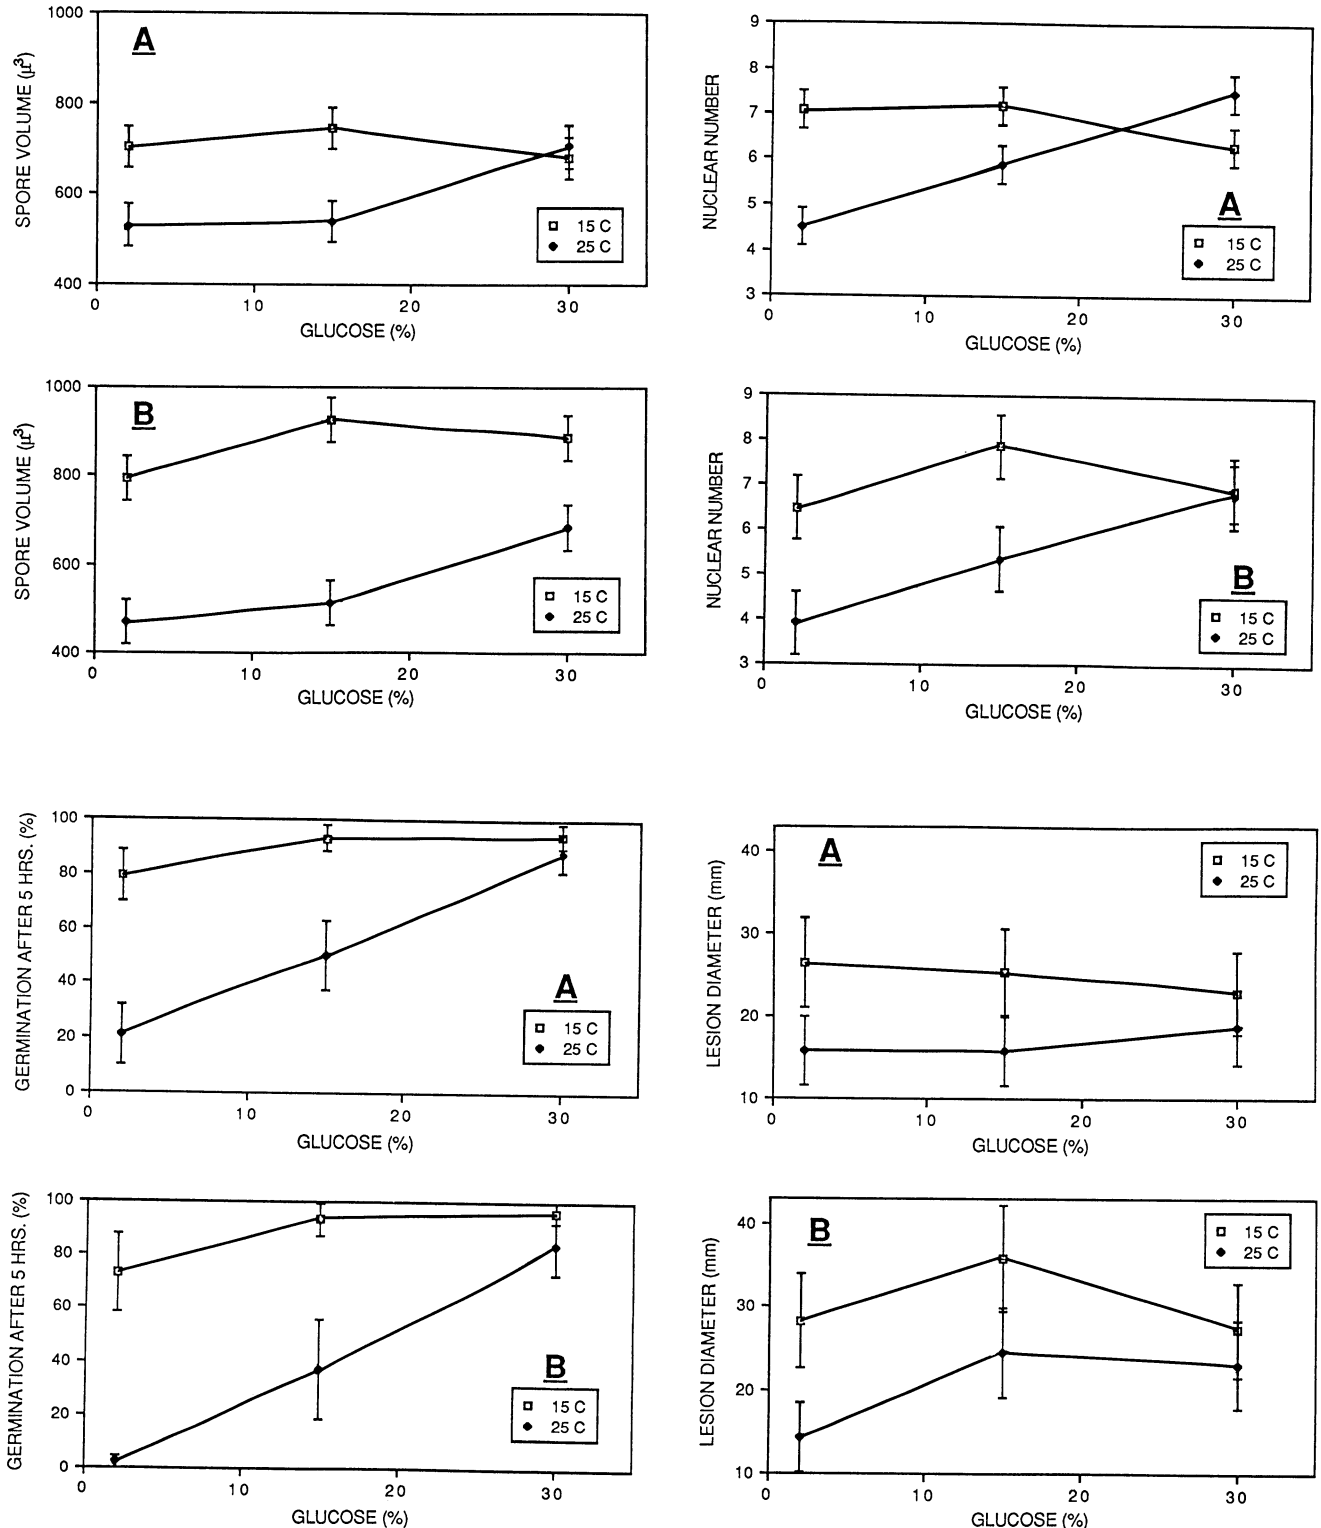 A
1000
800
600
400
SPORE VOLUME (µ³)
15 C
25 C
0 10 20 30
GLUCOSE (%)
9
8
7
6
5
4
3
NUCLEAR NUMBER
A
15 C
25 C
0 10 20 30
GLUCOSE (%)
B
1000
800
600
400
SPORE VOLUME (µ³)
15 C
25 C
0 10 20 30
GLUCOSE (%)
9
8
7
6
5
4
3
NUCLEAR NUMBER
B
15 C
25 C
0 10 20 30
GLUCOSE (%)
100
80
60
40
20
0
GERMINATION AFTER 5 HRS. (%)
A
15 C
25 C
0 10 20 30
GLUCOSE (%)
A
40
30
20
10
LESION DIAMETER (mm)
15 C
25 C
0 10 20 30
GLUCOSE (%)
100
80
60
40
20
0
GERMINATION AFTER 5 HRS. (%)
B
15 C
25 C
0 10 20 30
GLUCOSE (%)
B
40
30
20
10
LESION DIAMETER (mm)
15 C
25 C
0 10 20 30
GLUCOSE (%)